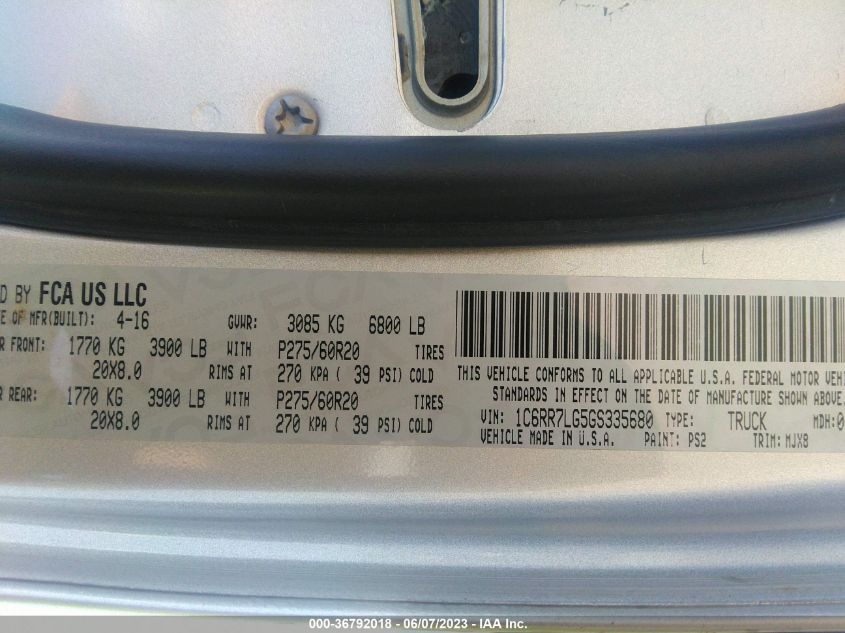 D BY FCA US LLC
E OF MFR(BUILT): 4-16 GVWR: 3085 KG 6800 LB
R FRONT: 1770 KG 3900 LB WITH P275/60R20 TIRES
20X8.0 RIMS AT 270 KPA ( 39 PSI) COLD
R REAR: 1770 KG 3900 LB WITH P275/60R20 TIRES
20X8.0 RIMS AT 270 KPA ( 39 PSI) COLD
THIS VEHICLE CONFORMS TO ALL APPLICABLE U.S.A. FEDERAL MOTOR VEHI
STANDARDS IN EFFECT ON THE DATE OF MANUFACTURE SHOWN ABOVE.
VIN: 1C6RR7LG5GS335680 TYPE: TRUCK MDH:0
VEHICLE MADE IN U.S.A. PAINT: PS2 TRIM: MJX8
000-36792018 - 06/07/2023 - IAA Inc.